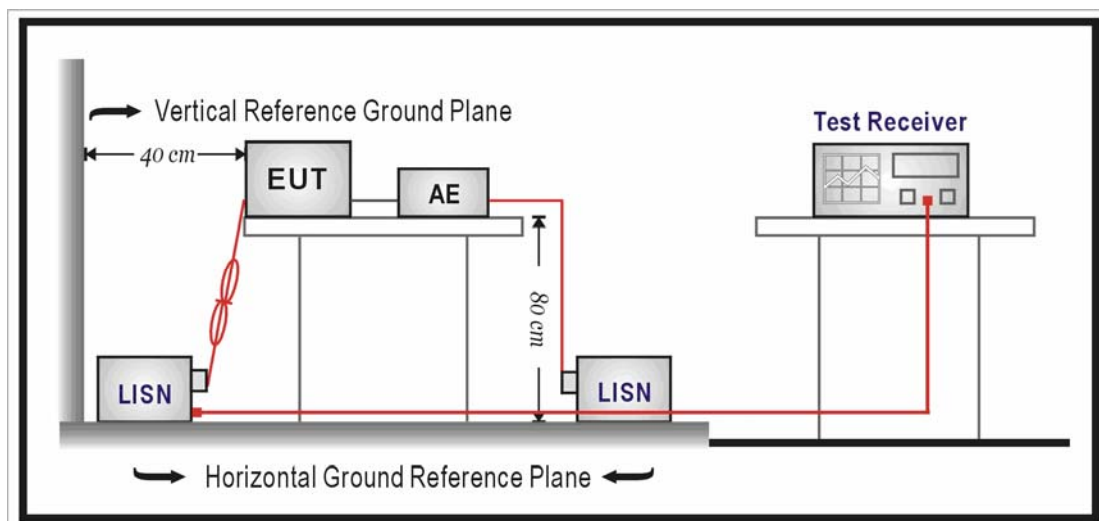 Vertical Reference Ground Plane
40 cm
EUT
AE
Test Receiver
80 cm
LISN
LISN
Horizontal Ground Reference Plane